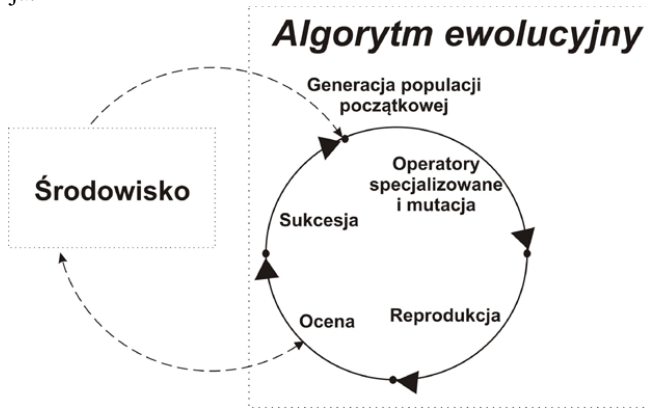 Algorytm ewolucyjny
Generacja populacji
początkowej
Operatory
specjalizowane
i mutacja
Środowisko
Sukcesja
Ocena
Reprodukcja